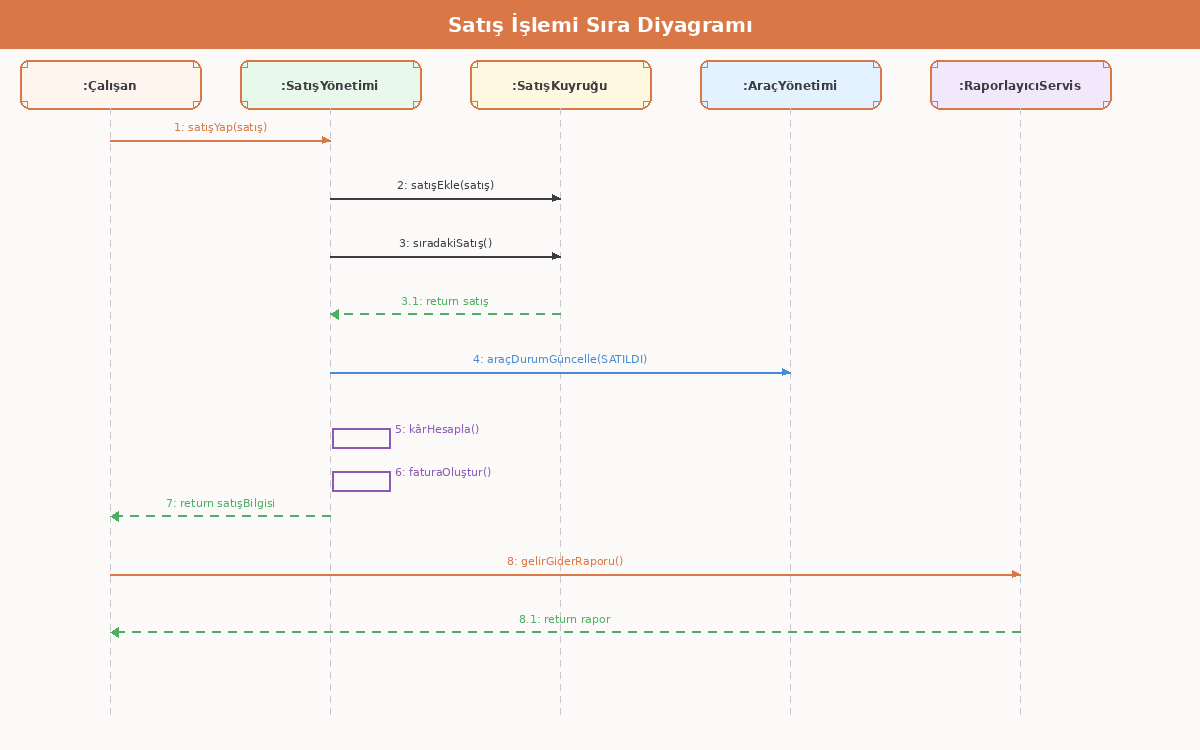 Satış İşlemi Sıra Diyagramı
:Çalışan
:SatışYönetimi
:SatışKuyruğu
:AraçYönetimi
:RaporlayıcıServis
1: satışYap(satış)
2: satışEkle(satış)
3: sıradakiSatış()
3.1: return satış
4: araçDurumGüncelle(SATILDI)
5: kârHesapla()
6: faturaOluştur()
7: return satışBilgisi
8: gelirGiderRaporu()
8.1: return rapor